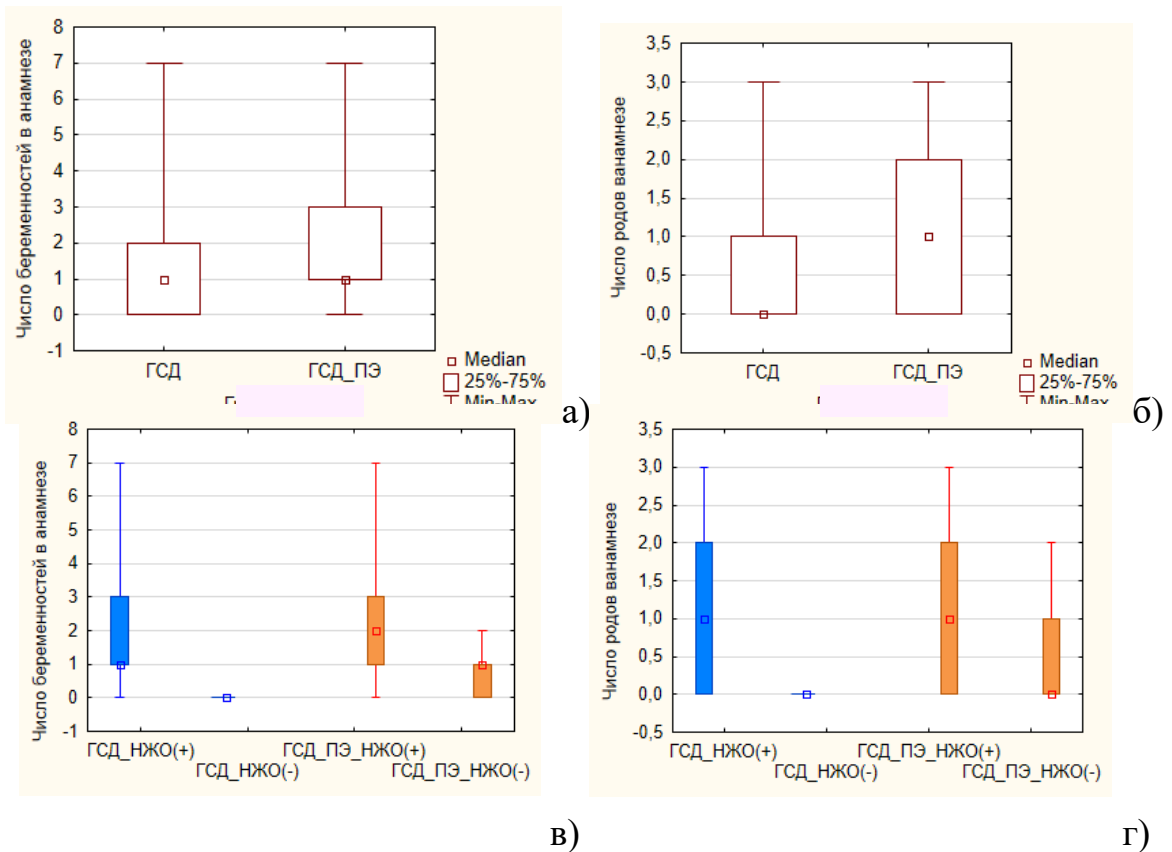 Число беременностей в анамнезе
8
7
6
5
4
3
2
1
0
-1
ГСД
ГСД_ПЭ
Median
25%-75%
Min-Max
а)
Число родов ванамнезе
3,5
3,0
2,5
2,0
1,5
1,0
0,5
0,0
-0,5
ГСД
ГСД_ПЭ
Median
25%-75%
Min-Max
б)
Число беременностей в анамнезе
8
7
6
5
4
3
2
1
0
-1
ГСД_НЖО(+)
ГСД_НЖО(-)
ГСД_ПЭ_НЖО(+)
ГСД_ПЭ_НЖО(-)
в)
Число родов ванамнезе
3,5
3,0
2,5
2,0
1,5
1,0
0,5
0,0
-0,5
ГСД_НЖО(+)
ГСД_НЖО(-)
ГСД_ПЭ_НЖО(+)
ГСД_ПЭ_НЖО(-)
г)